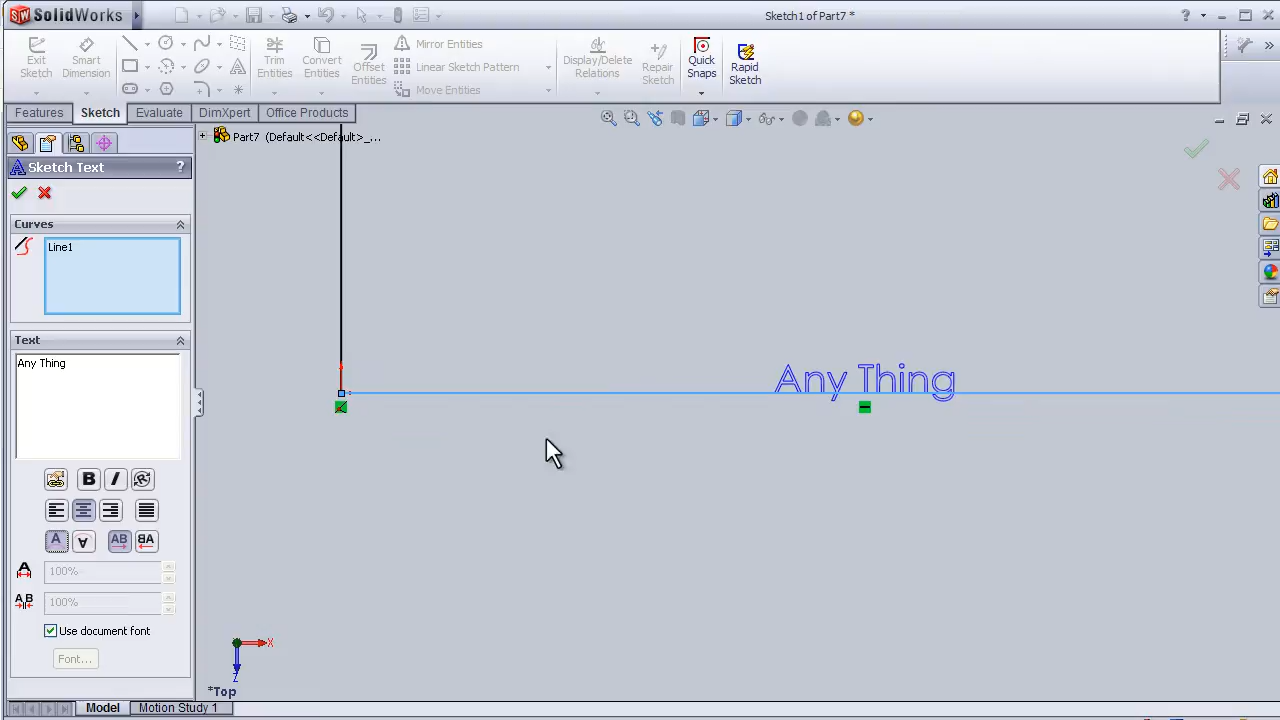 SolidWorks
Sketch1 of Part7 *
Exit Sketch
Smart Dimension
Trim Entities
Convert Entities
Offset Entities
Mirror Entities
Linear Sketch Pattern
Move Entities
Display/Delete Relations
Repair Sketch
Quick Snaps
Rapid Sketch
Features
Sketch
Evaluate
DimXpert
Office Products
Part7 (Default<<Default>_...
Sketch Text
?
Curves
Line1
Text
Any Thing
Any Thing
B
I
A
A
AB
AB
A
100%
AB
100%
Use document font
Font...
X
Z
*Top
Model
Motion Study 1